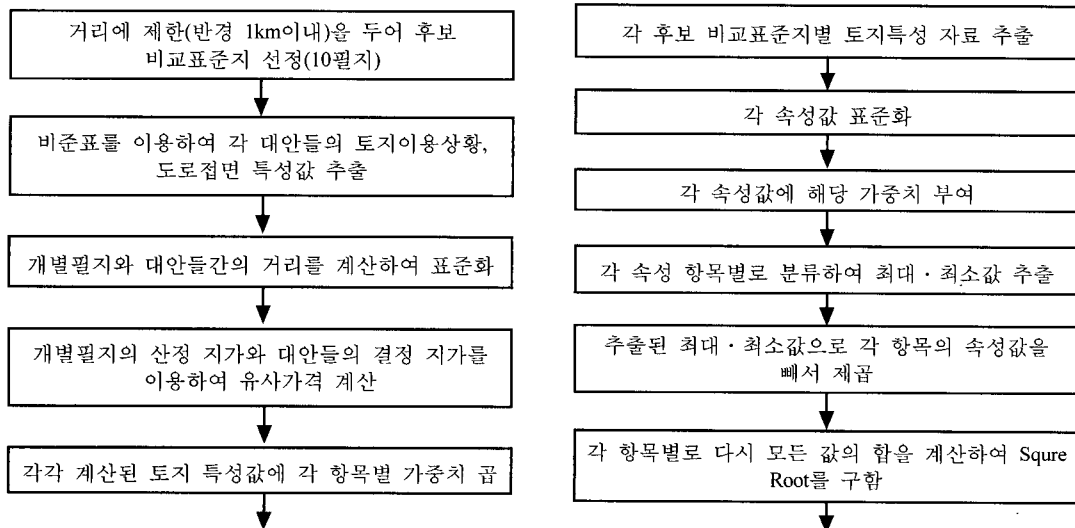 거리에 제한(반경 1km이내)을 두어 후보
비교표준지 선정(10필지)
비준표를 이용하여 각 대안들의 토지이용상황,
도로접면 특성값 추출
개별필지와 대안들간의 거리를 계산하여 표준화
개별필지의 산정 지가와 대안들의 결정 지가를
이용하여 유사가격 계산
각각 계산된 토지 특성값에 각 항목별 가중치 곱
각 후보 비교표준지별 토지특성 자료 추출
각 속성값 표준화
각 속성값에 해당 가중치 부여
각 속성 항목별로 분류하여 최대·최소값 추출
추출된 최대·최소값으로 각 항목의 속성값을
빼서 제곱
각 항목별로 다시 모든 값의 합을 계산하여 Squre
Root를 구함